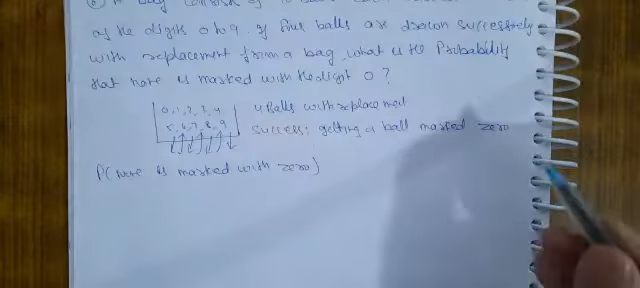 as the digits 0 to 9. If four balls are drawn successively
with replacement from a bag, what is the Probability
that none is marked with the digit 0?
0, 1, 2, 3, 4
5, 6, 7, 8, 9
4 Balls with replacement
success: getting a ball marked zero
P(none is marked with zero)